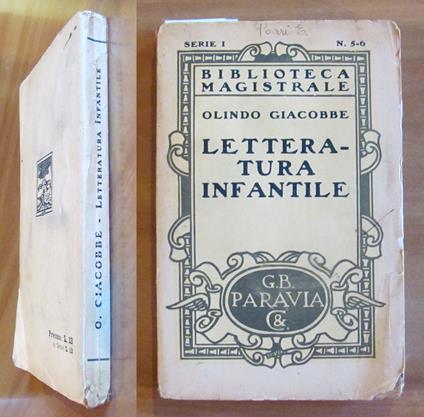 O. GIACOBBE - LETTERATURA INFANTILE
Prezzo: L. 13
Parri E.
SERIE I N. 5-6
BIBLIOTECA
MAGISTRALE
OLINDO GIACOBBE
LETTERA-
TURA
INFANTILE
G.B.
PARAVIA
& C